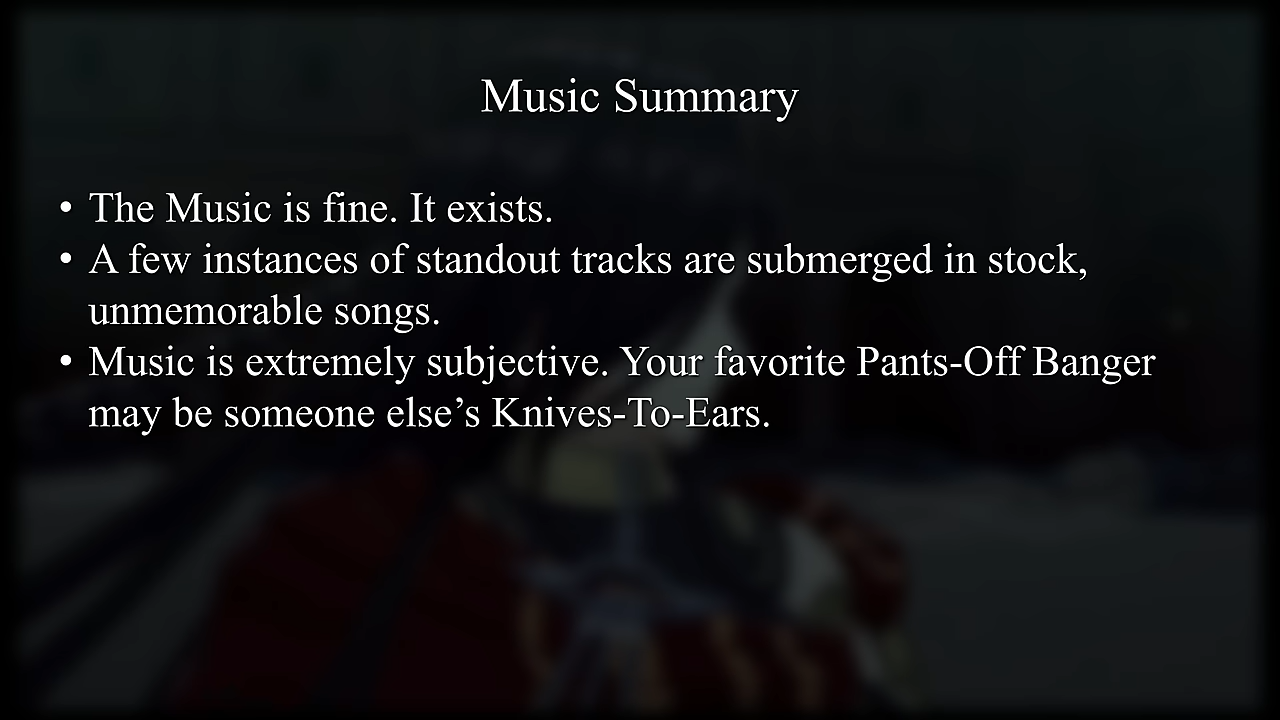 Music Summary
• The Music is fine. It exists.
• A few instances of standout tracks are submerged in stock,
unmemorable songs.
• Music is extremely subjective. Your favorite Pants-Off Banger
may be someone else’s Knives-To-Ears.